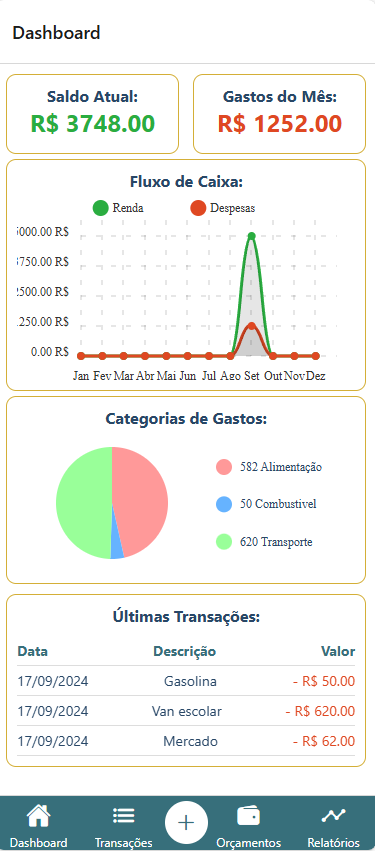 Dashboard
Saldo Atual:
R$ 3748.00
Gastos do Mês:
R$ 1252.00
Fluxo de Caixa:
Renda Despesas
5000.00 R$
3750.00 R$
2500.00 R$
1250.00 R$
0.00 R$
Jan Fev Mar Abr Mai Jun Jul Ago Set Out Nov Dez
Categorias de Gastos:
582 Alimentação
50 Combustivel
620 Transporte
Últimas Transações:
Data Descrição Valor
17/09/2024 Gasolina - R$ 50.00
17/09/2024 Van escolar - R$ 620.00
17/09/2024 Mercado - R$ 62.00
Dashboard Transações + Orçamentos Relatórios